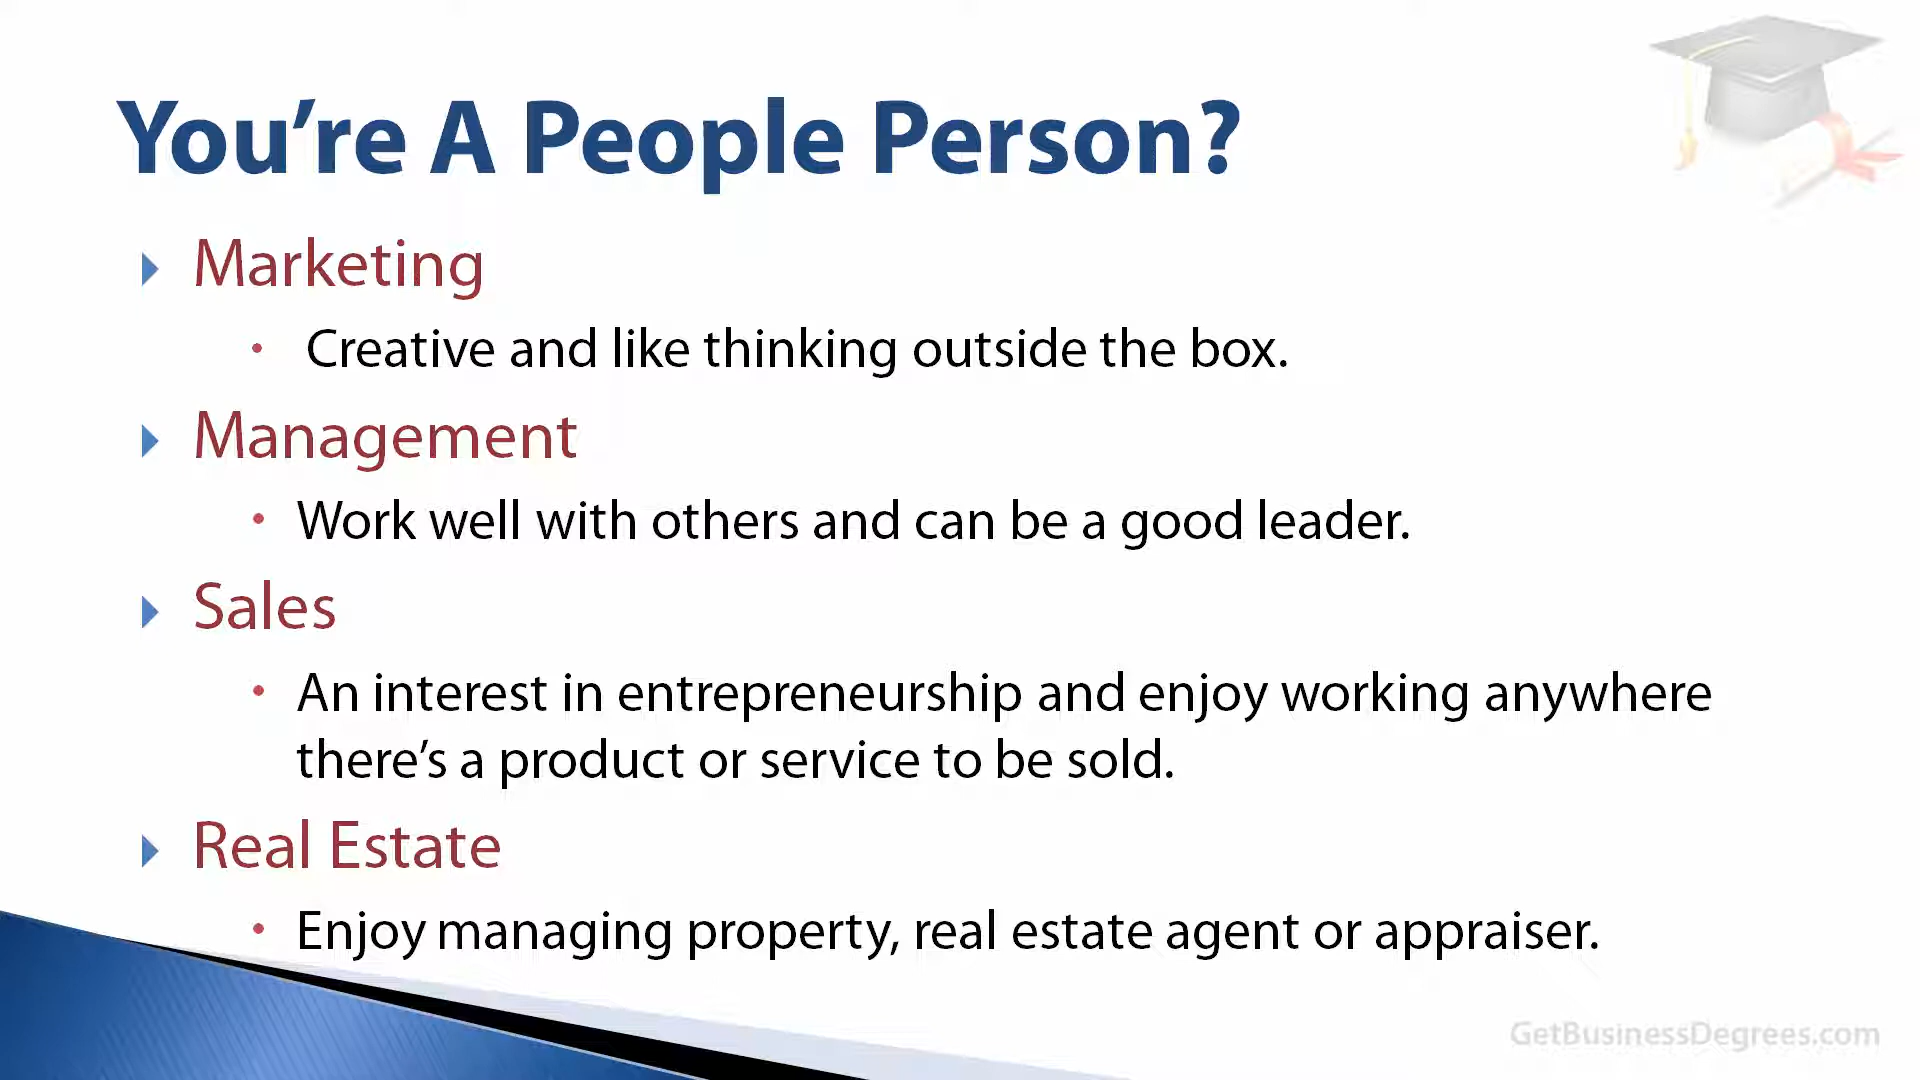 You’re A People Person?
Marketing
Creative and like thinking outside the box.
Management
Work well with others and can be a good leader.
Sales
An interest in entrepreneurship and enjoy working anywhere
there’s a product or service to be sold.
Real Estate
Enjoy managing property, real estate agent or appraiser.
GetBusinessDegrees.com